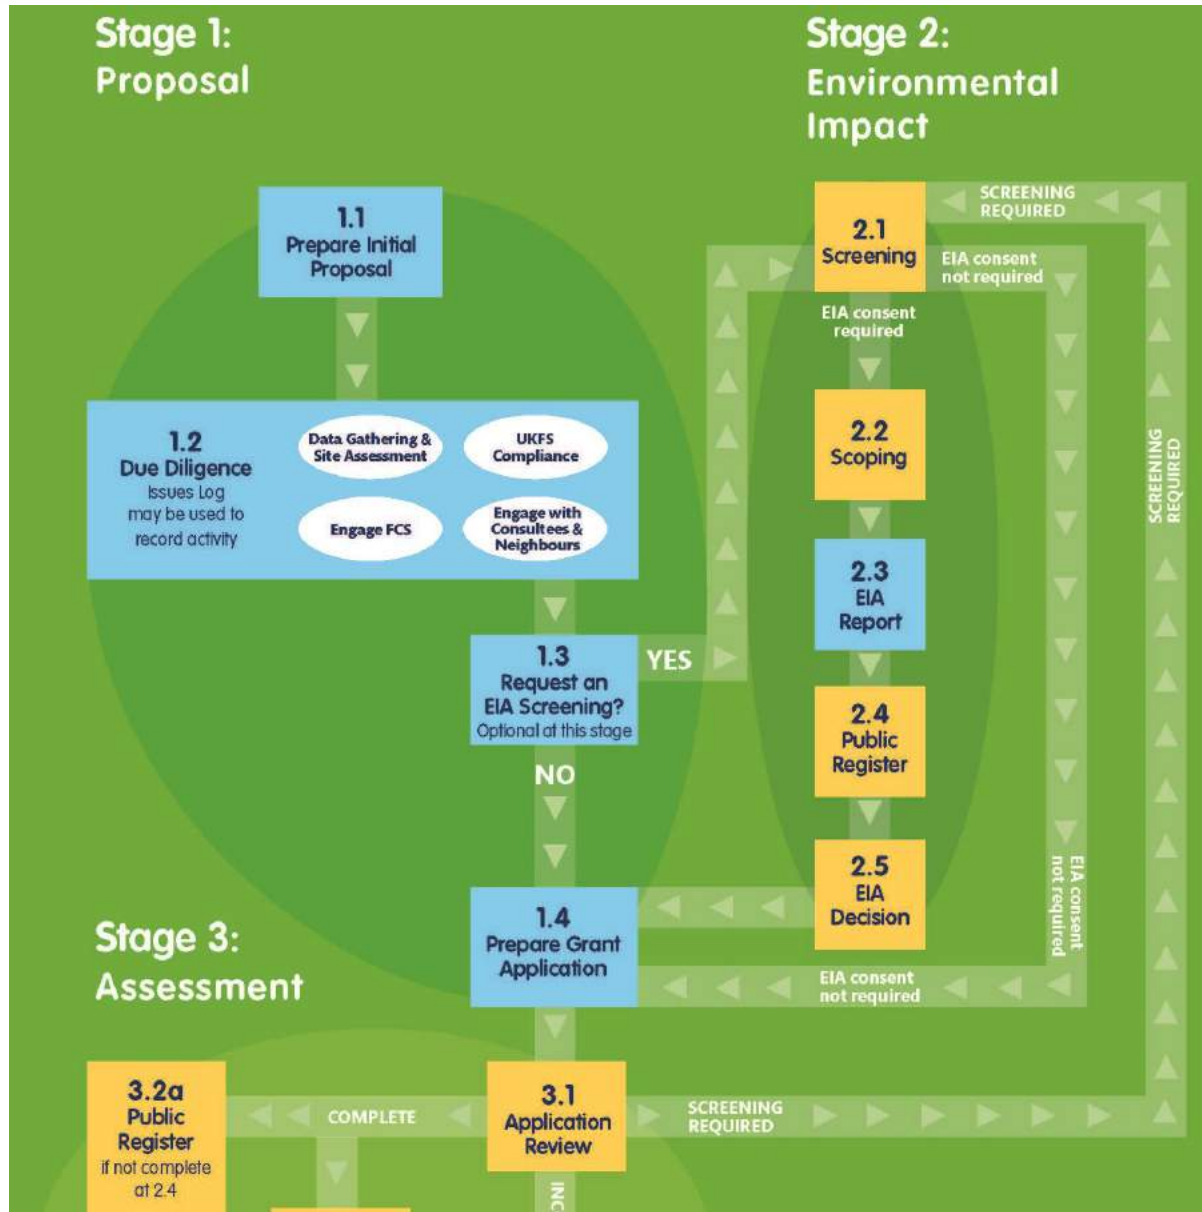 Stage 1:
Proposal
Stage 2:
Environmental
Impact
1.1
Prepare Initial
Proposal
2.1
Screening
SCREENING
REQUIRED
EIA consent
not required
EIA consent
required
1.2
Due Diligence
Issues Log
may be used to
record activity
Data Gathering &
Site Assessment
UKFS
Compliance
Engage FCS
Engage with
Consultees &
Neighbours
2.2
Scoping
SCREENING
REQUIRED
2.3
EIA
Report
1.3
Request an
EIA Screening?
Optional at this stage
YES
NO
2.4
Public
Register
2.5
EIA
Decision
EIA consent
not required
1.4
Prepare Grant
Application
EIA consent
not required
Stage 3:
Assessment
3.2a
Public
Register
if not complete
at 2.4
COMPLETE
3.1
Application
Review
SCREENING
REQUIRED